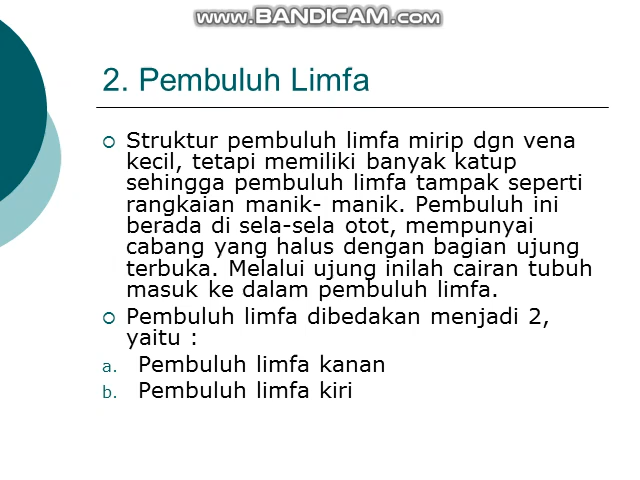 www.BANDICAM.com
2. Pembuluh Limfa
Struktur pembuluh limfa mirip dgn vena
kecil, tetapi memiliki banyak katup
sehingga pembuluh limfa tampak seperti
rangkaian manik- manik. Pembuluh ini
berada di sela-sela otot, mempunyai
cabang yang halus dengan bagian ujung
terbuka. Melalui ujung inilah cairan tubuh
masuk ke dalam pembuluh limfa.
Pembuluh limfa dibedakan menjadi 2,
yaitu :
a. Pembuluh limfa kanan
b. Pembuluh limfa kiri